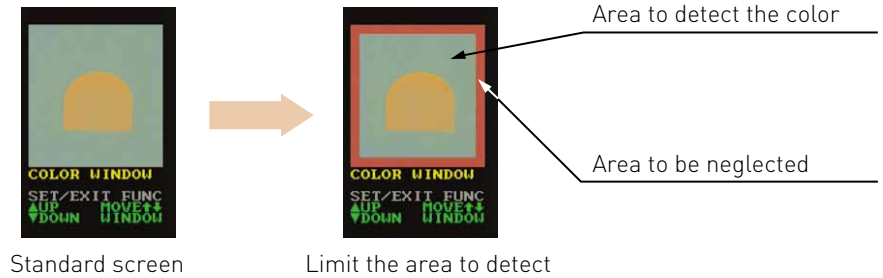 Area to detect the color
COLOR WINDOW
SET/EXIT FUNC
▲UP MOVE↑↓
▼DOWN WINDOW
COLOR WINDOW
SET/EXIT FUNC
▲UP MOVE↑↓
▼DOWN WINDOW
Area to be neglected
Standard screen
Limit the area to detect